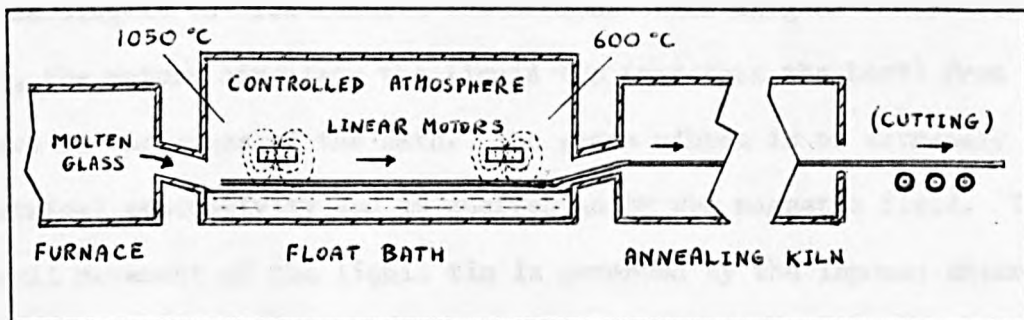 1050 °C
600°C
CONTROLLED ATMOSPHERE
(CUTTING)
LINEAR MOTORS
MOLTEN
GLASS
FURNACE
FLOAT BATH
ANNEALING KILN